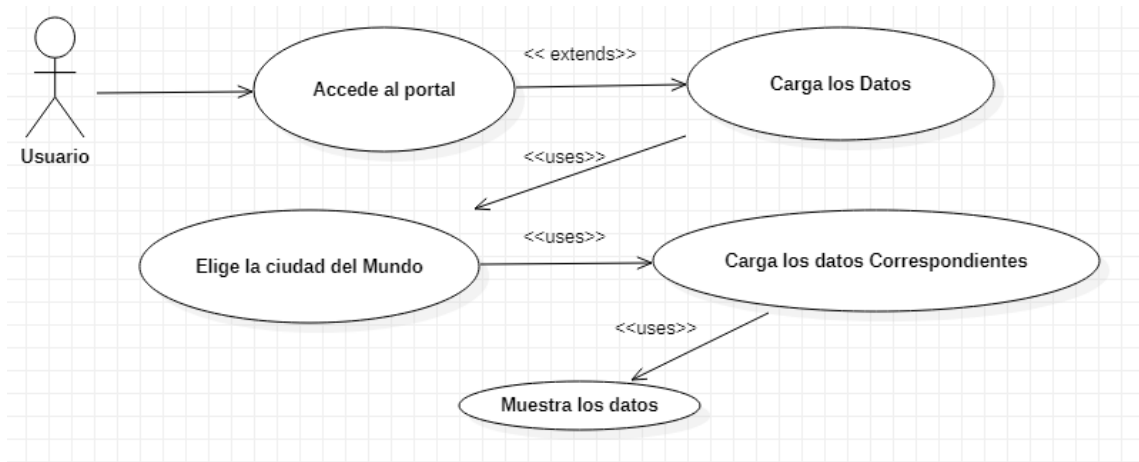 << extends>>
Accede al portal
Carga los Datos
Usuario
<<uses>>
<<uses>>
Elige la ciudad del Mundo
Carga los datos Correspondientes
<<uses>>
Muestra los datos